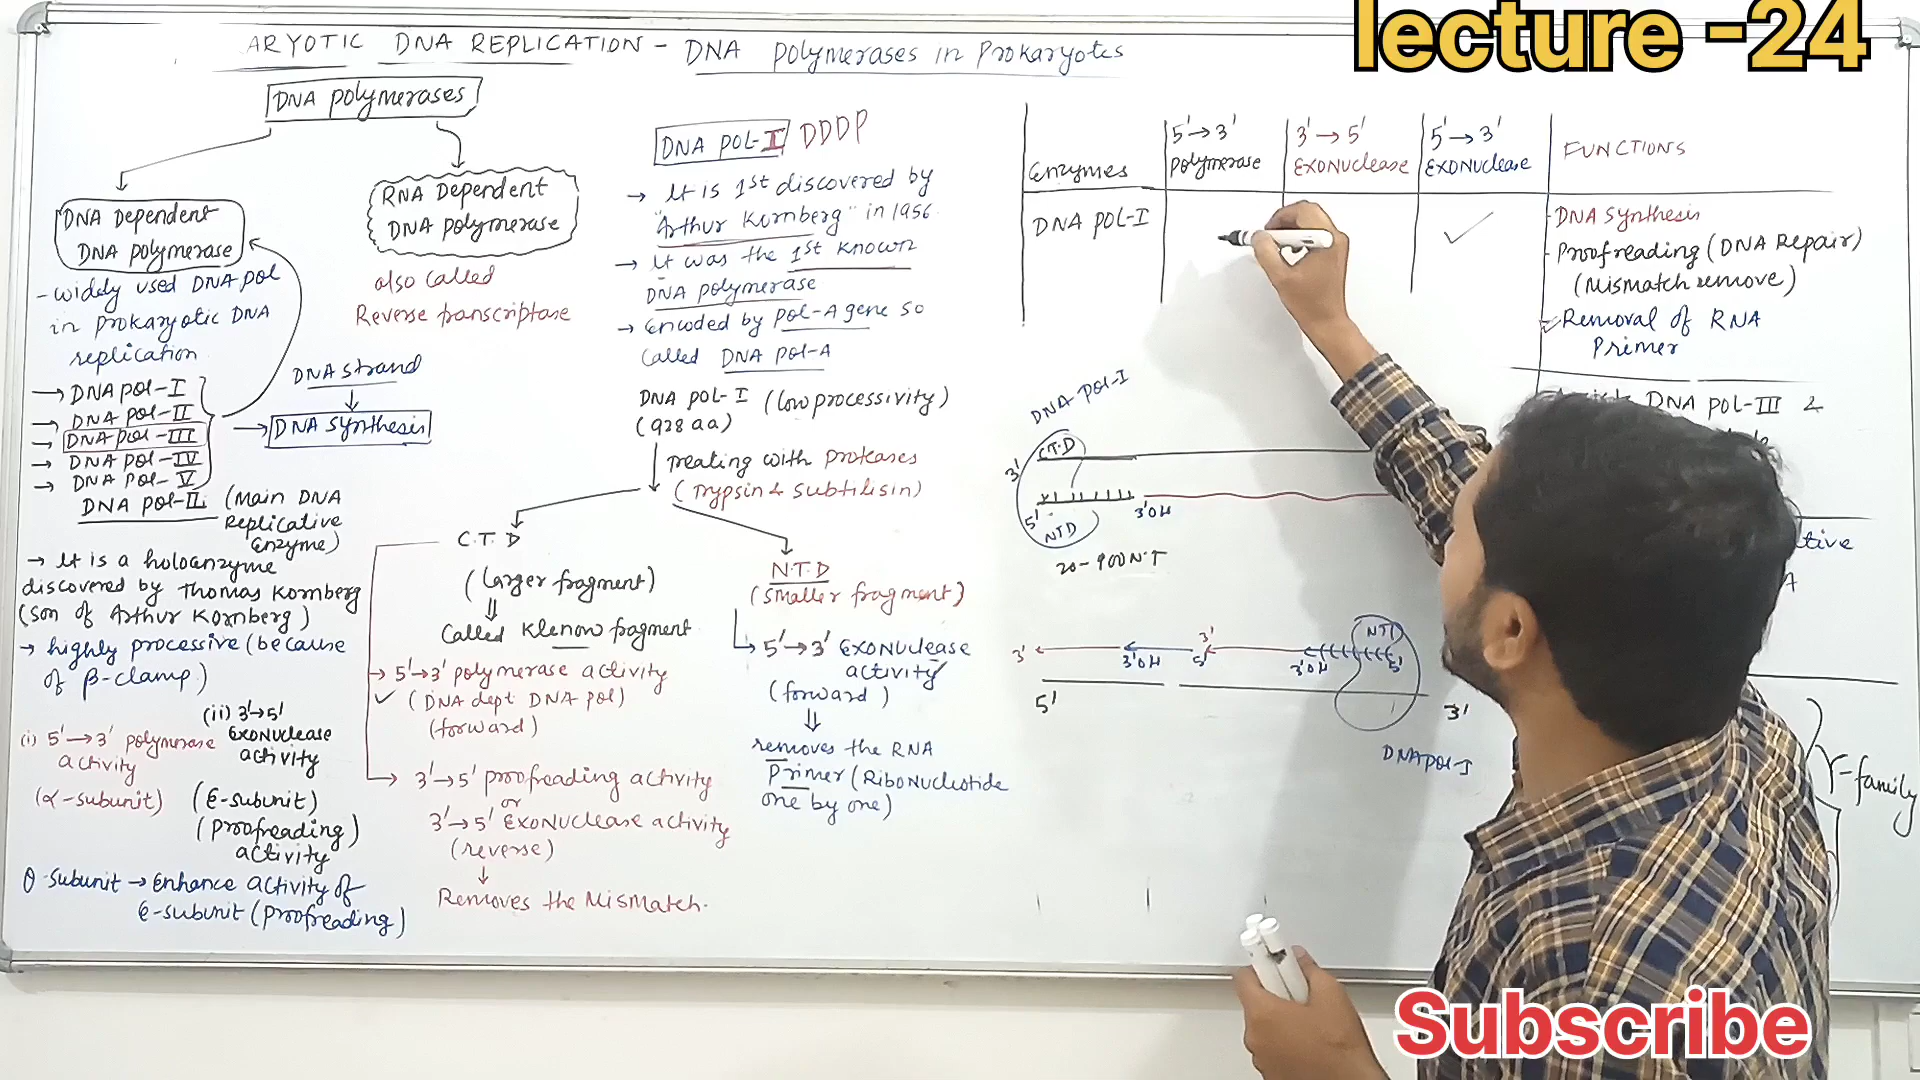 lecture -24
ARYOTIC DNA REPLICATION - DNA Polymerases in Prokaryotes
DNA Polymerases
DNA Dependent
DNA polymerase
RNA Dependent
DNA polymerase
- widely used DNA pol
in prokaryotic DNA
replication
also called
Reverse transcriptase
→ DNA pol-I
→ DNA pol-II
→ DNA pol-III
→ DNA pol-IV
→ DNA pol-V
DNA strand
↓
→ DNA synthesis
DNA pol-III (Main DNA
Replicative
Enzyme)
→ It is a holoenzyme
discovered by Thomas Kornberg
(son of Arthur Kornberg)
→ highly processive (because
of β-clamp)
(i) 5'→3' polymerase
activity
(α-subunit)
(ii) 3'→5'
Exonuclease
activity
(ε-subunit)
(Proofreading)
activity
θ-subunit → Enhance activity of
ε-subunit (Proofreading)
DNA pol-I DDDP
→ It is 1st discovered by
"Arthur Kornberg" in 1956.
→ It was the 1st known
DNA polymerase
→ Encoded by pol-A gene so
called DNA pol-A
DNA pol-I (low processivity)
(928 aa)
treating with proteases
(Trypsin & subtilisin)
C.T.D
(larger fragment)
⇓
Called Klenow fragment
→ 5'→3' polymerase activity
✓ (DNA dept DNA pol)
(forward)
→ 3'→5' proofreading activity
or
3'→5' Exonuclease activity
(reverse)
↓
Removes the Mismatch.
N.T.D
(smaller fragment)
→ 5'→3' Exonuclease
activity
(forward)
⇓
removes the RNA
Primer (Ribonucleotide
one by one)
Enzymes
5'→3'
Polymerase
3'→5'
Exonuclease
5'→3'
Exonuclease
FUNCTIONS
DNA pol-I
✓
- DNA synthesis
- Proofreading (DNA Repair)
(Mismatch remove)
- Removal of RNA
Primer
DNA pol-III &
tive
DNA pol-I
C.T.D
3'
5'
NTD
3'OH
20-900 N.T
3'
3'OH
3'
5'
3'OH
NTD
5'
5'
3'
DNA pol-I
Y-family
Subscribe